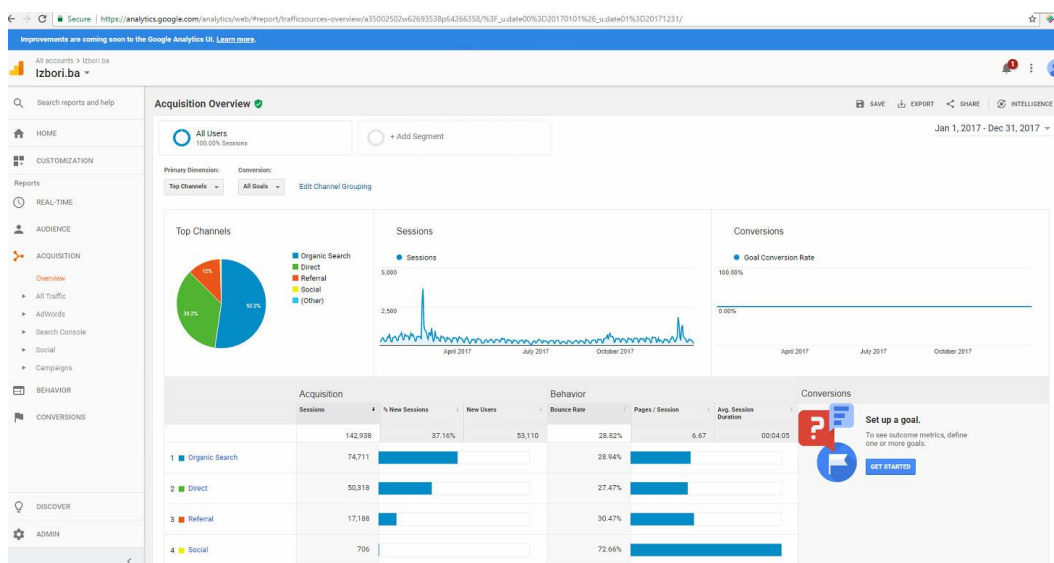 Secure | https://analytics.google.com/analytics/web/#report/trafficsources-overview/a35002502w62693538p64266358/%3F_u.date00%3D20170101%26_u.date01%3D20171231/
Improvements are coming soon to the Google Analytics UI. Learn more.
All accounts > Izbori.ba
Izbori.ba
1
Search reports and help
Acquisition Overview
SAVE EXPORT SHARE INTELLIGENCE
HOME
CUSTOMIZATION
Reports
REAL-TIME
AUDIENCE
ACQUISITION
Overview
All Traffic
AdWords
Search Console
Social
Campaigns
BEHAVIOR
CONVERSIONS
DISCOVER
ADMIN
All Users
100.00% Sessions
+ Add Segment
Jan 1, 2017 - Dec 31, 2017
Primary Dimension: Conversion:
Top Channels All Goals Edit Channel Grouping
Top Channels
Organic Search
Direct
Referral
Social
(Other)
12%
52.3%
35.2%
Sessions
Sessions
5,000
2,500
April 2017 July 2017 October 2017
Conversions
Goal Conversion Rate
100.00%
0.00%
April 2017 July 2017 October 2017
Acquisition Behavior Conversions
Sessions % New Sessions New Users Bounce Rate Pages / Session Avg. Session Duration
142,938 37.16% 53,110 28.82% 6.67 00:04:05
1 Organic Search 74,711 28.94%
2 Direct 50,318 27.47%
3 Referral 17,188 30.47%
4 Social 706 72.66%
?
Set up a goal.
To see outcome metrics, define
one or more goals.
GET STARTED